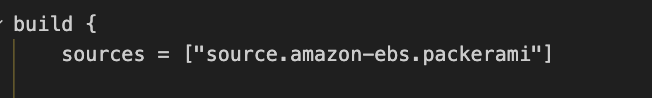 build {
    sources = ["source.amazon-ebs.packerami"]